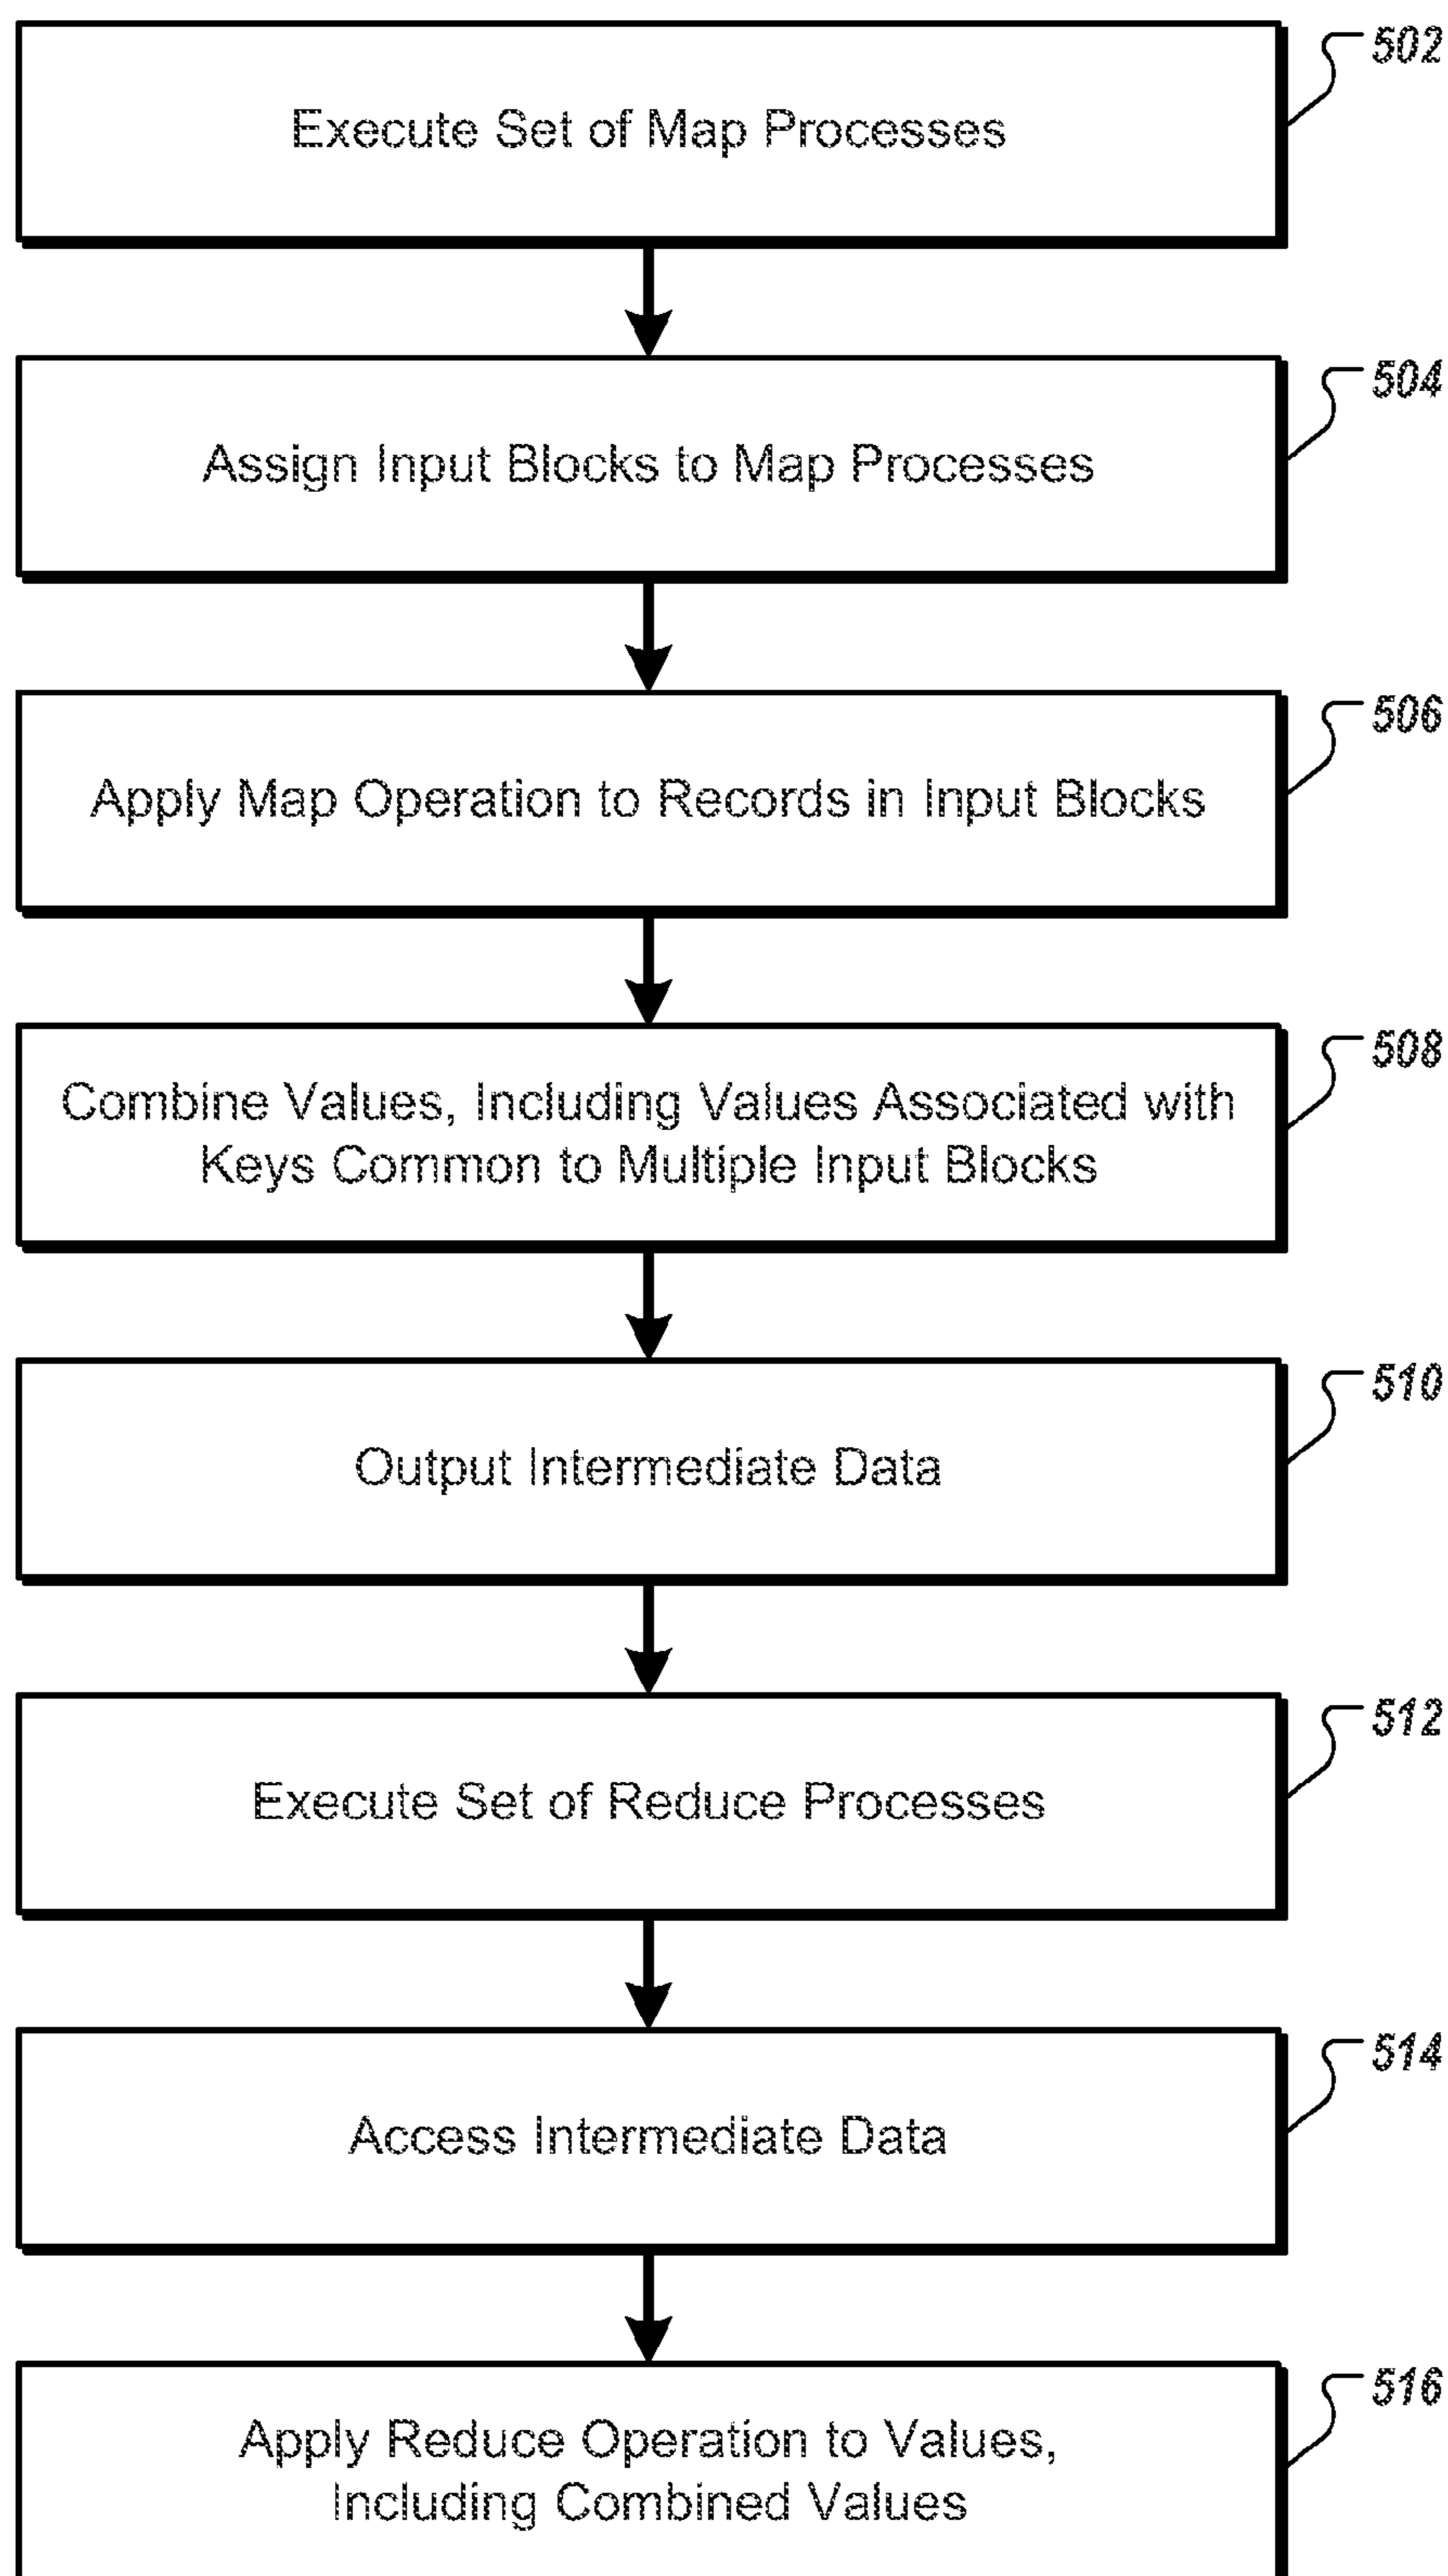 502
Execute Set of Map Processes
504
Assign Input Blocks to Map Processes
506
Apply Map Operation to Records in Input Blocks
508
Combine Values, Including Values Associated with
Keys Common to Multiple Input Blocks
510
Output Intermediate Data
512
Execute Set of Reduce Processes
514
Access Intermediate Data
516
Apply Reduce Operation to Values,
Including Combined Values